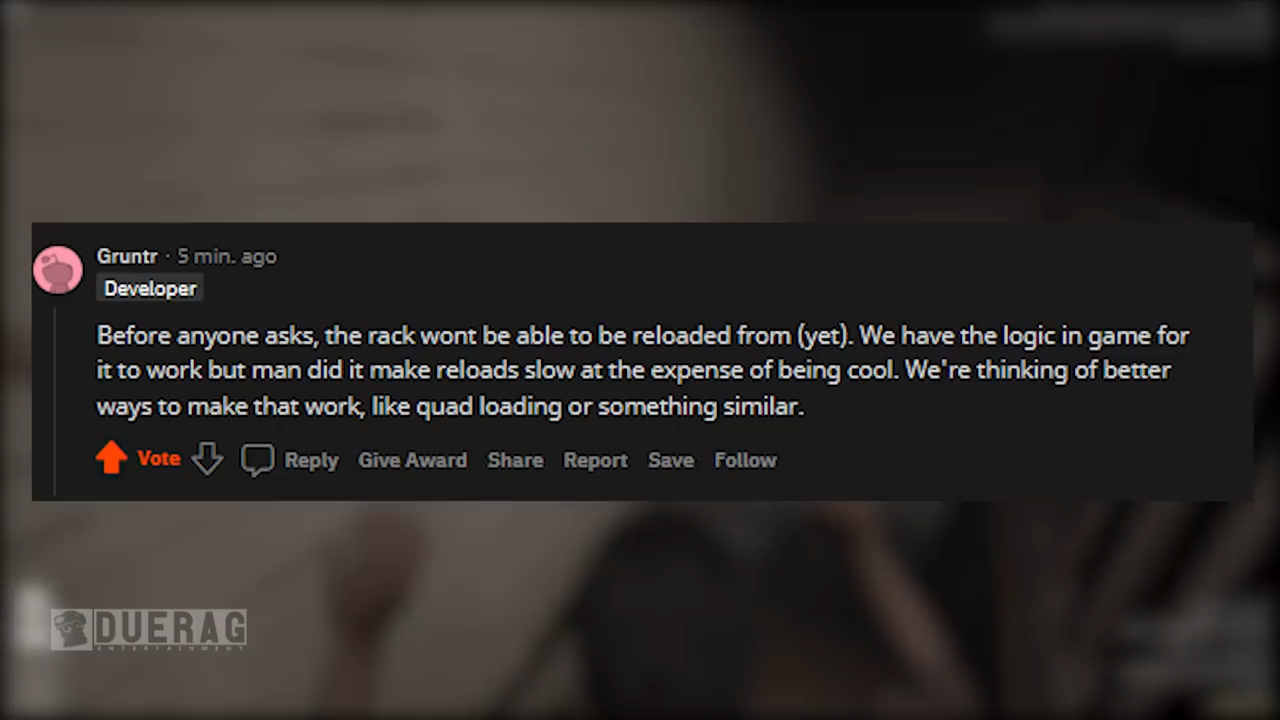 Gruntr · 5 min. ago
Developer
Before anyone asks, the rack wont be able to be reloaded from (yet). We have the logic in game for
it to work but man did it make reloads slow at the expense of being cool. We're thinking of better
ways to make that work, like quad loading or something similar.
Vote Reply Give Award Share Report Save Follow
DUERAG
ENTERTAINMENT